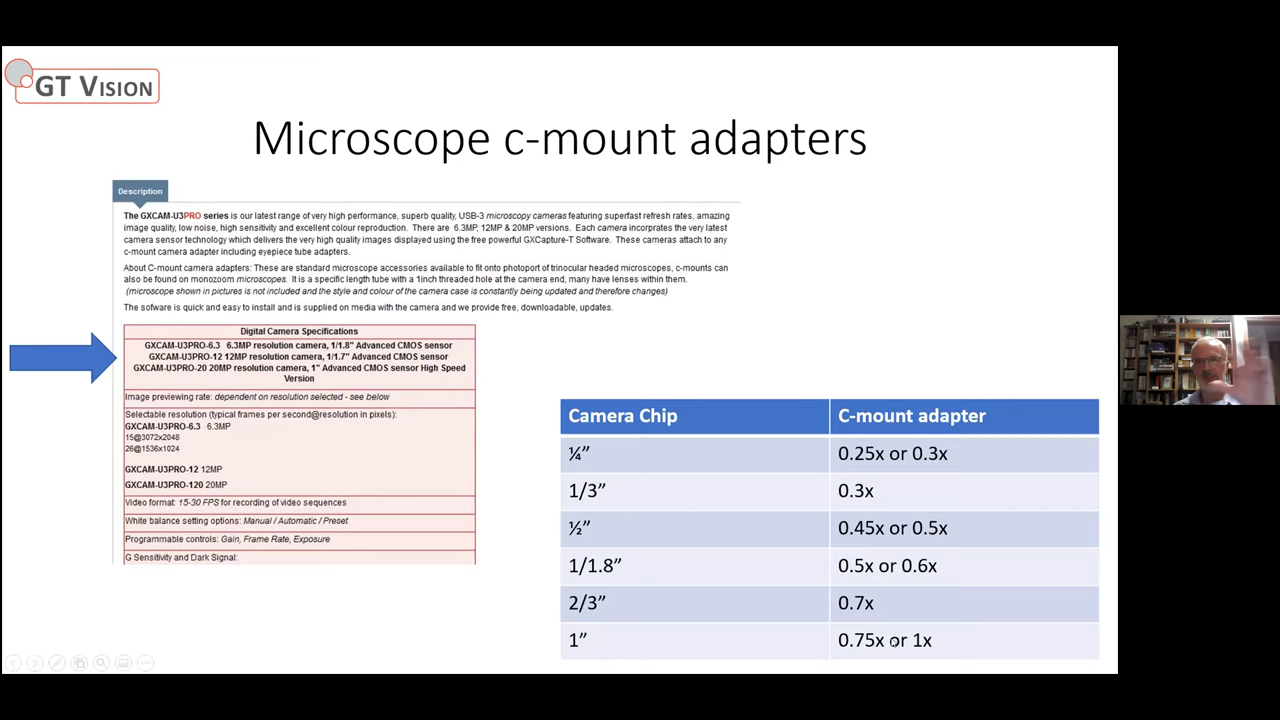 GT VISION
Microscope c-mount adapters
Description
The GXCAM-U3PRO series is our latest range of very high performance, superb quality, USB-3 microscopy cameras featuring superfast refresh rates, amazing
image quality, low noise, high sensitivity and excellent colour reproduction. There are 6.3MP, 12MP & 20MP versions. Each camera incorprates the very latest
camera sensor technology which delivers the very high quality images displayed using the free powerful GXCapture-T Software. These cameras attach to any
c-mount camera adapter including eyepiece tube adapters.
About C-mount camera adapters: These are standard microscope accessories available to fit onto photoport of trinocular headed microscopes, c-mounts can
also be found on monozoom microscopes. It is a specific length tube with a 1inch threaded hole at the camera end, many have lenses within them.
(microscope shown in pictures is not included and the style and colour of the camera case is constantly being updated and therefore changes)
The sofware is quick and easy to install and is supplied on media with the camera and we provide free, downloadable, updates.
Digital Camera Specifications
GXCAM-U3PRO-6.3 6.3MP resolution camera, 1/1.8" Advanced CMOS sensor
GXCAM-U3PRO-12 12MP resolution camera, 1/1.7" Advanced CMOS sensor
GXCAM-U3PRO-20 20MP resolution camera, 1" Advanced CMOS sensor High Speed
Version
Image previewing rate: dependent on resolution selected - see below
Selectable resolution (typical frames per second@resolution in pixels):
GXCAM-U3PRO-6.3 6.3MP
15@3072x2048
26@1536x1024
GXCAM-U3PRO-12 12MP
GXCAM-U3PRO-120 20MP
Video format: 15-30 FPS for recording of video sequences
White balance setting options: Manual / Automatic / Preset
Programmable controls: Gain, Frame Rate, Exposure
G Sensitivity and Dark Signal:
Camera Chip C-mount adapter
¼” 0.25x or 0.3x
1/3” 0.3x
½” 0.45x or 0.5x
1/1.8” 0.5x or 0.6x
2/3” 0.7x
1” 0.75x or 1x